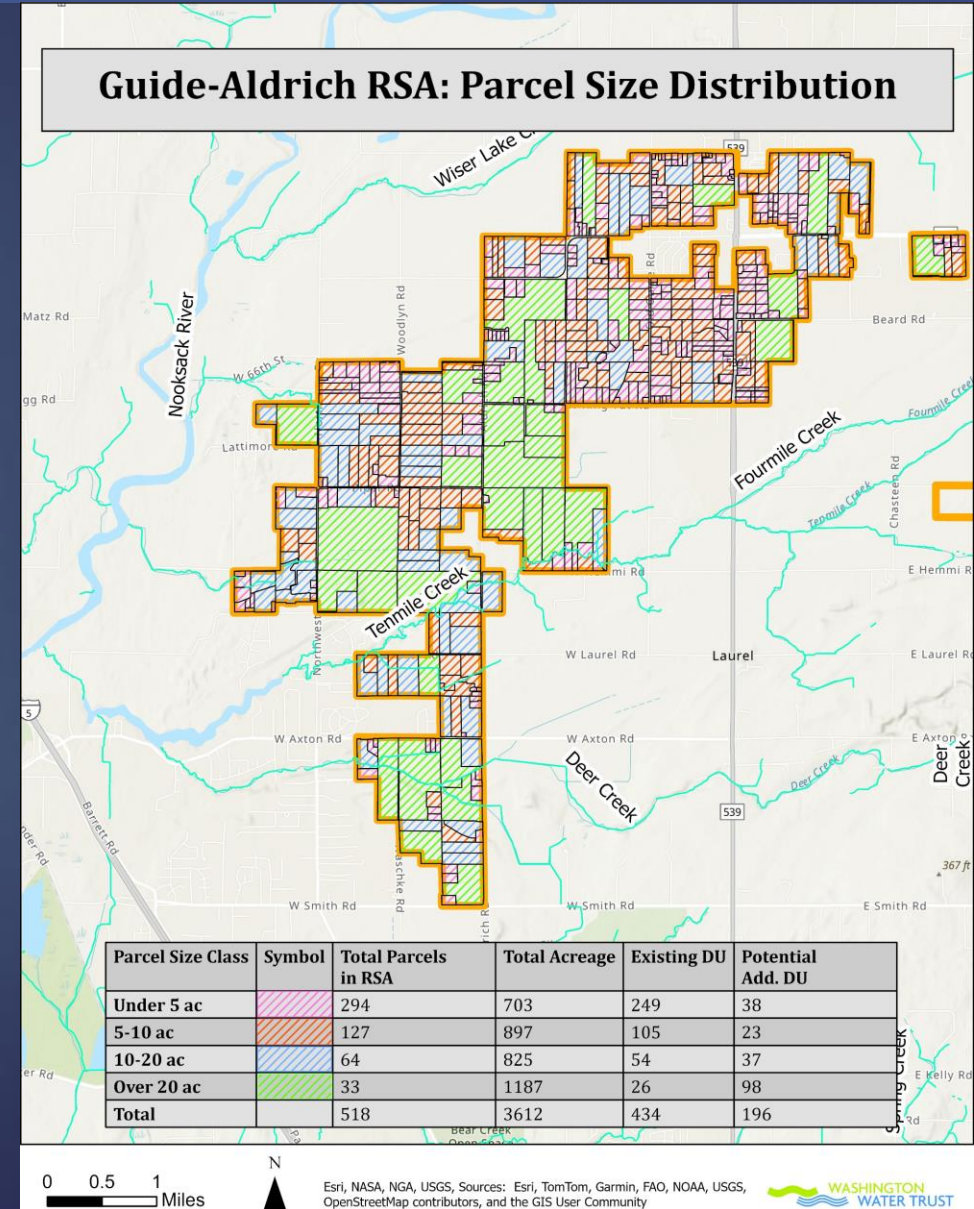 Guide-Aldrich RSA: Parcel Size Distribution
539
Wiser Lake
Nooksack River
Woodlyn Rd
Matz Rd
Beard Rd
W 66th St
gg Rd
Fourmile Creek
Fourmile Creek
Lattimore Rd
Chasteen Rd
Tenmile Creek
E Hemmi R
Tenmile Creek
Northwest
W Laurel Rd
Laurel
E Laurel Rd
5
W Axton Rd
W Axton Rd
E Axton
Deer Creek
Deer Creek
Deer
Creek
Barrett Rd
539
367 ft
W Smith Rd
W Smith Rd
E Smith Rd
Parcel Size Class Symbol Total Parcels in RSA Total Acreage Existing DU Potential Add. DU
Under 5 ac 294 703 249 38
5-10 ac 127 897 105 23
10-20 ac 64 825 54 37
Over 20 ac 33 1187 26 98
Total 518 3612 434 196
Spring Creek
E Kelly Rd
er Rd
Rd
Bear Creek
0 0.5 1
Miles
N
Esri, NASA, NGA, USGS, Sources: Esri, TomTom, Garmin, FAO, NOAA, USGS,
OpenStreetMap contributors, and the GIS User Community
WASHINGTON
WATER TRUST